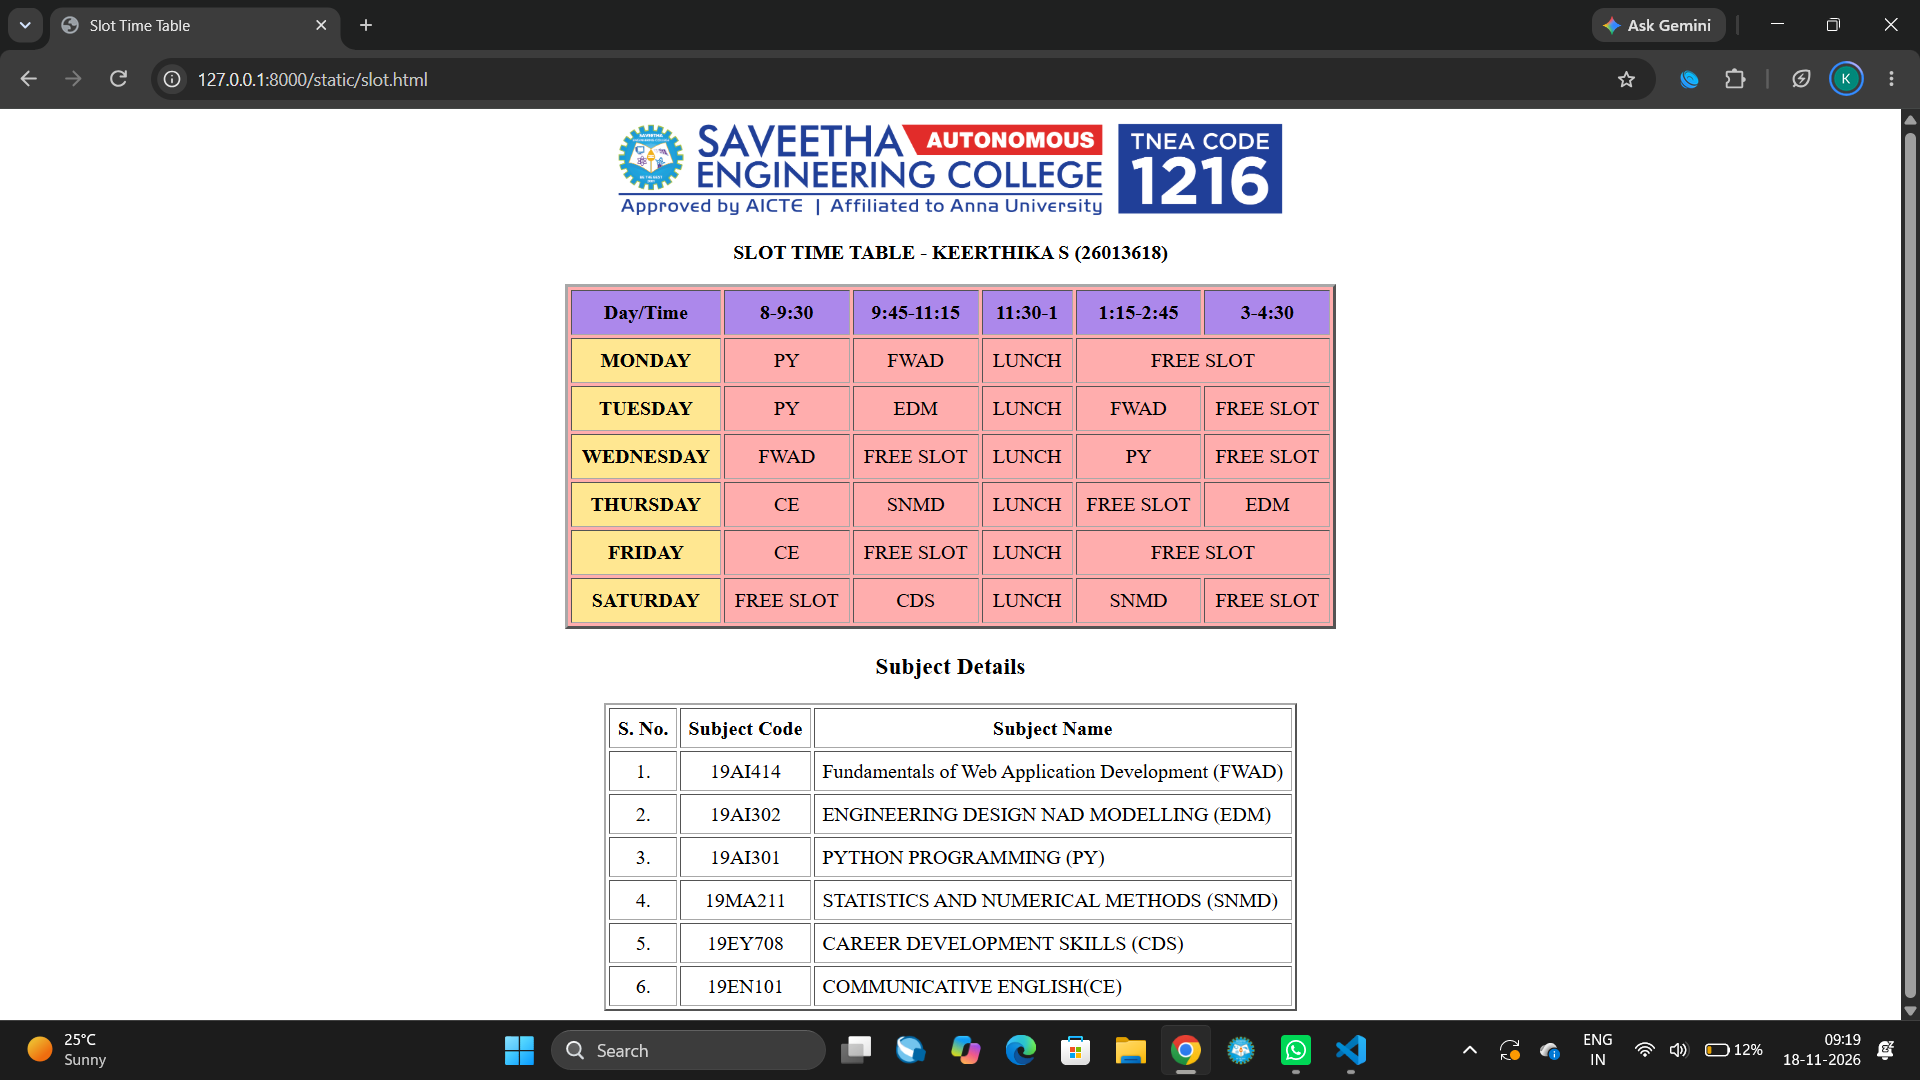 Slot Time Table
Ask Gemini
127.0.0.1:8000/static/slot.html
K
SAVEETHA AUTONOMOUS
ENGINEERING COLLEGE
Approved by AICTE | Affiliated to Anna University
TNEA CODE
1216
SLOT TIME TABLE - KEERTHIKA S (26013618)
Day/Time 8-9:30 9:45-11:15 11:30-1 1:15-2:45 3-4:30
MONDAY PY FWAD LUNCH FREE SLOT
TUESDAY PY EDM LUNCH FWAD FREE SLOT
WEDNESDAY FWAD FREE SLOT LUNCH PY FREE SLOT
THURSDAY CE SNMD LUNCH FREE SLOT EDM
FRIDAY CE FREE SLOT LUNCH FREE SLOT
SATURDAY FREE SLOT CDS LUNCH SNMD FREE SLOT
Subject Details
S. No. Subject Code Subject Name
1. 19AI414 Fundamentals of Web Application Development (FWAD)
2. 19AI302 ENGINEERING DESIGN NAD MODELLING (EDM)
3. 19AI301 PYTHON PROGRAMMING (PY)
4. 19MA211 STATISTICS AND NUMERICAL METHODS (SNMD)
5. 19EY708 CAREER DEVELOPMENT SKILLS (CDS)
6. 19EN101 COMMUNICATIVE ENGLISH(CE)
25°C
Sunny
Search
ENG
IN
12%
09:19
18-11-2026